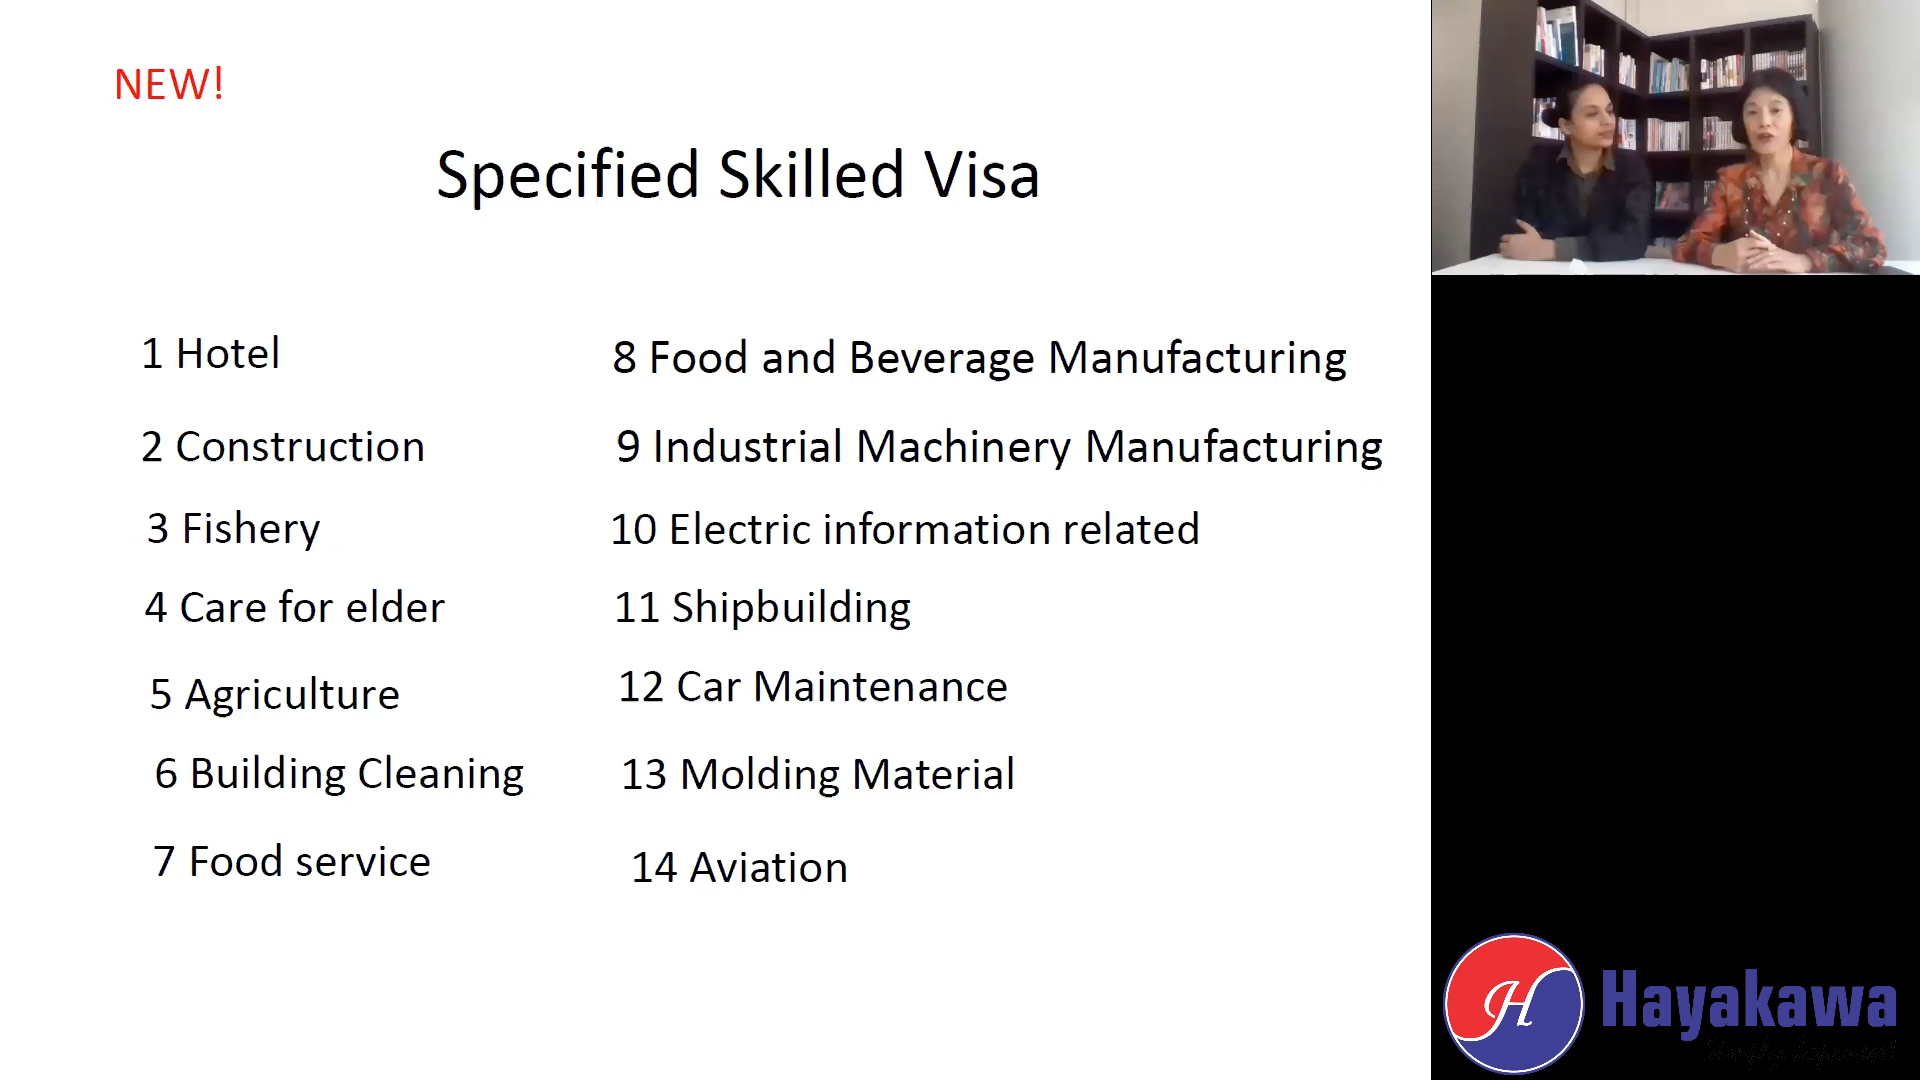 NEW!
Specified Skilled Visa
1 Hotel
2 Construction
3 Fishery
4 Care for elder
5 Agriculture
6 Building Cleaning
7 Food service
8 Food and Beverage Manufacturing
9 Industrial Machinery Manufacturing
10 Electric information related
11 Shipbuilding
12 Car Maintenance
13 Molding Material
14 Aviation
H
Hayakawa